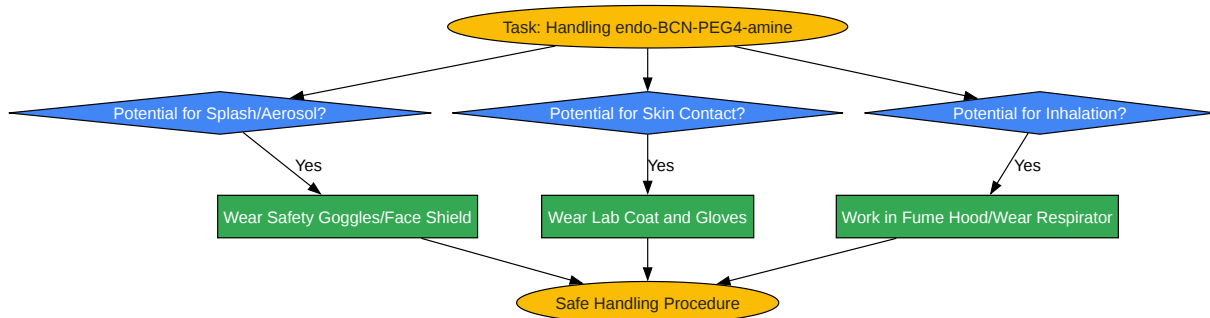 Task: Handling endo-BCN-PEG4-amine
Potential for Splash/Aerosol?
Potential for Skin Contact?
Potential for Inhalation?
Yes
Yes
Yes
Wear Safety Goggles/Face Shield
Wear Lab Coat and Gloves
Work in Fume Hood/Wear Respirator
Safe Handling Procedure